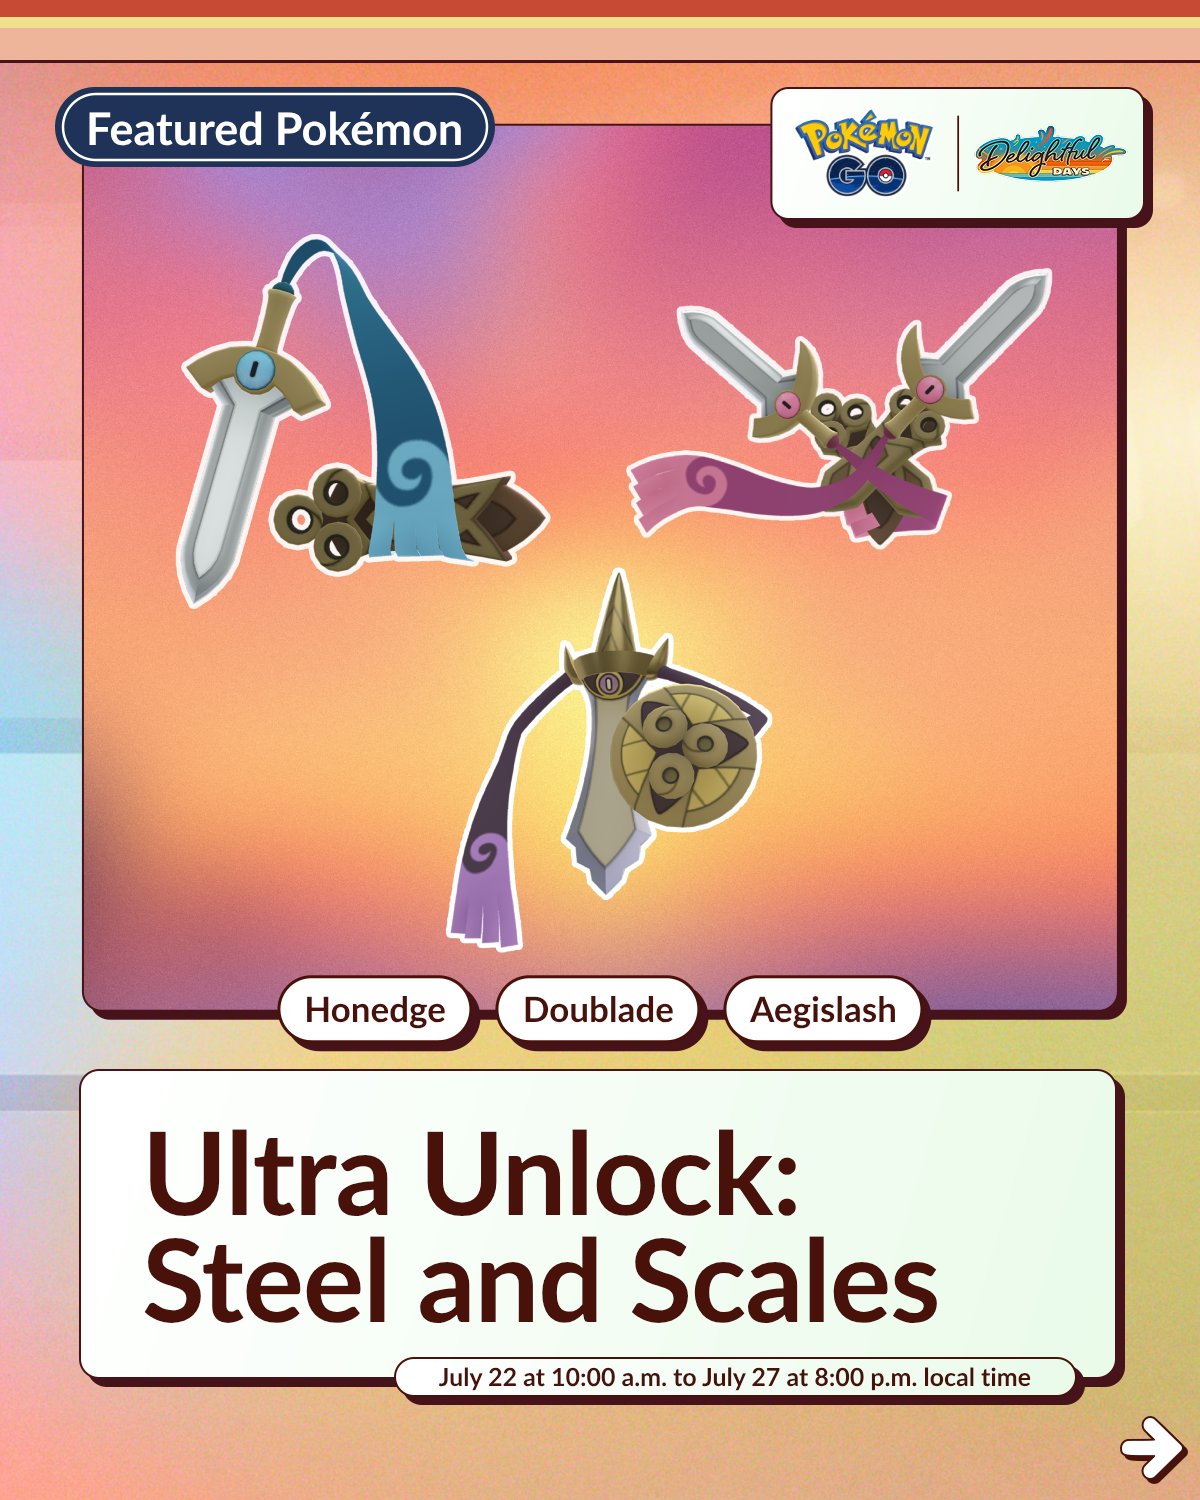 Featured Pokémon
POKÉMON
GO
Delightful
DAYS
Honedge
Doublade
Aegislash
Ultra Unlock:
Steel and Scales
July 22 at 10:00 a.m. to July 27 at 8:00 p.m. local time